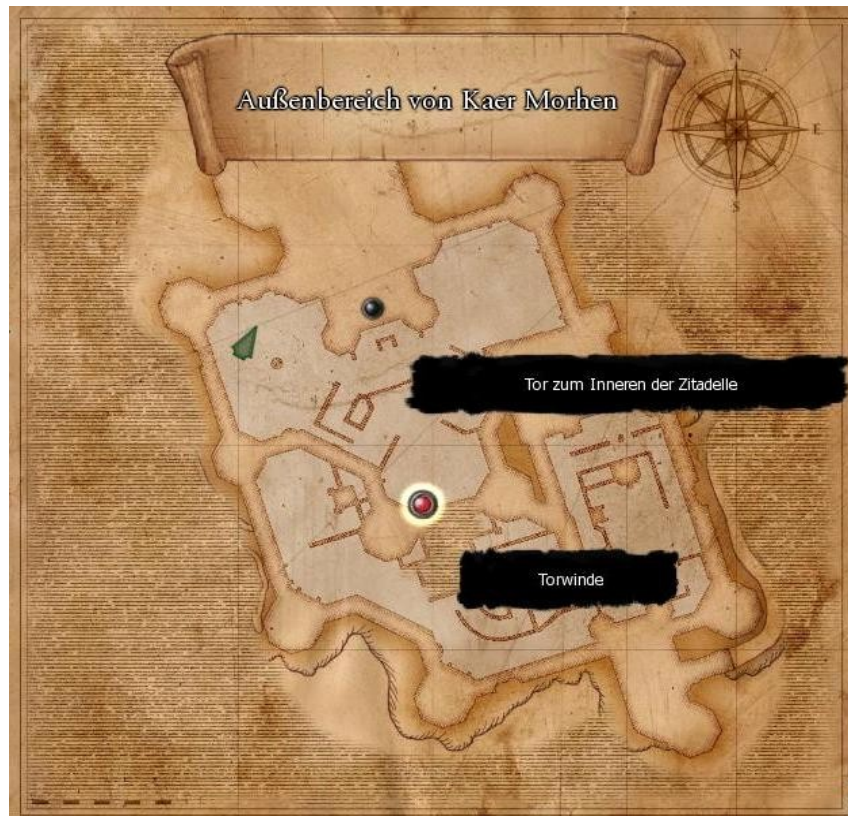 Außenbereich von Kaer Morhen
N
E
S
Tor zum Inneren der Zitadelle
Torwinde